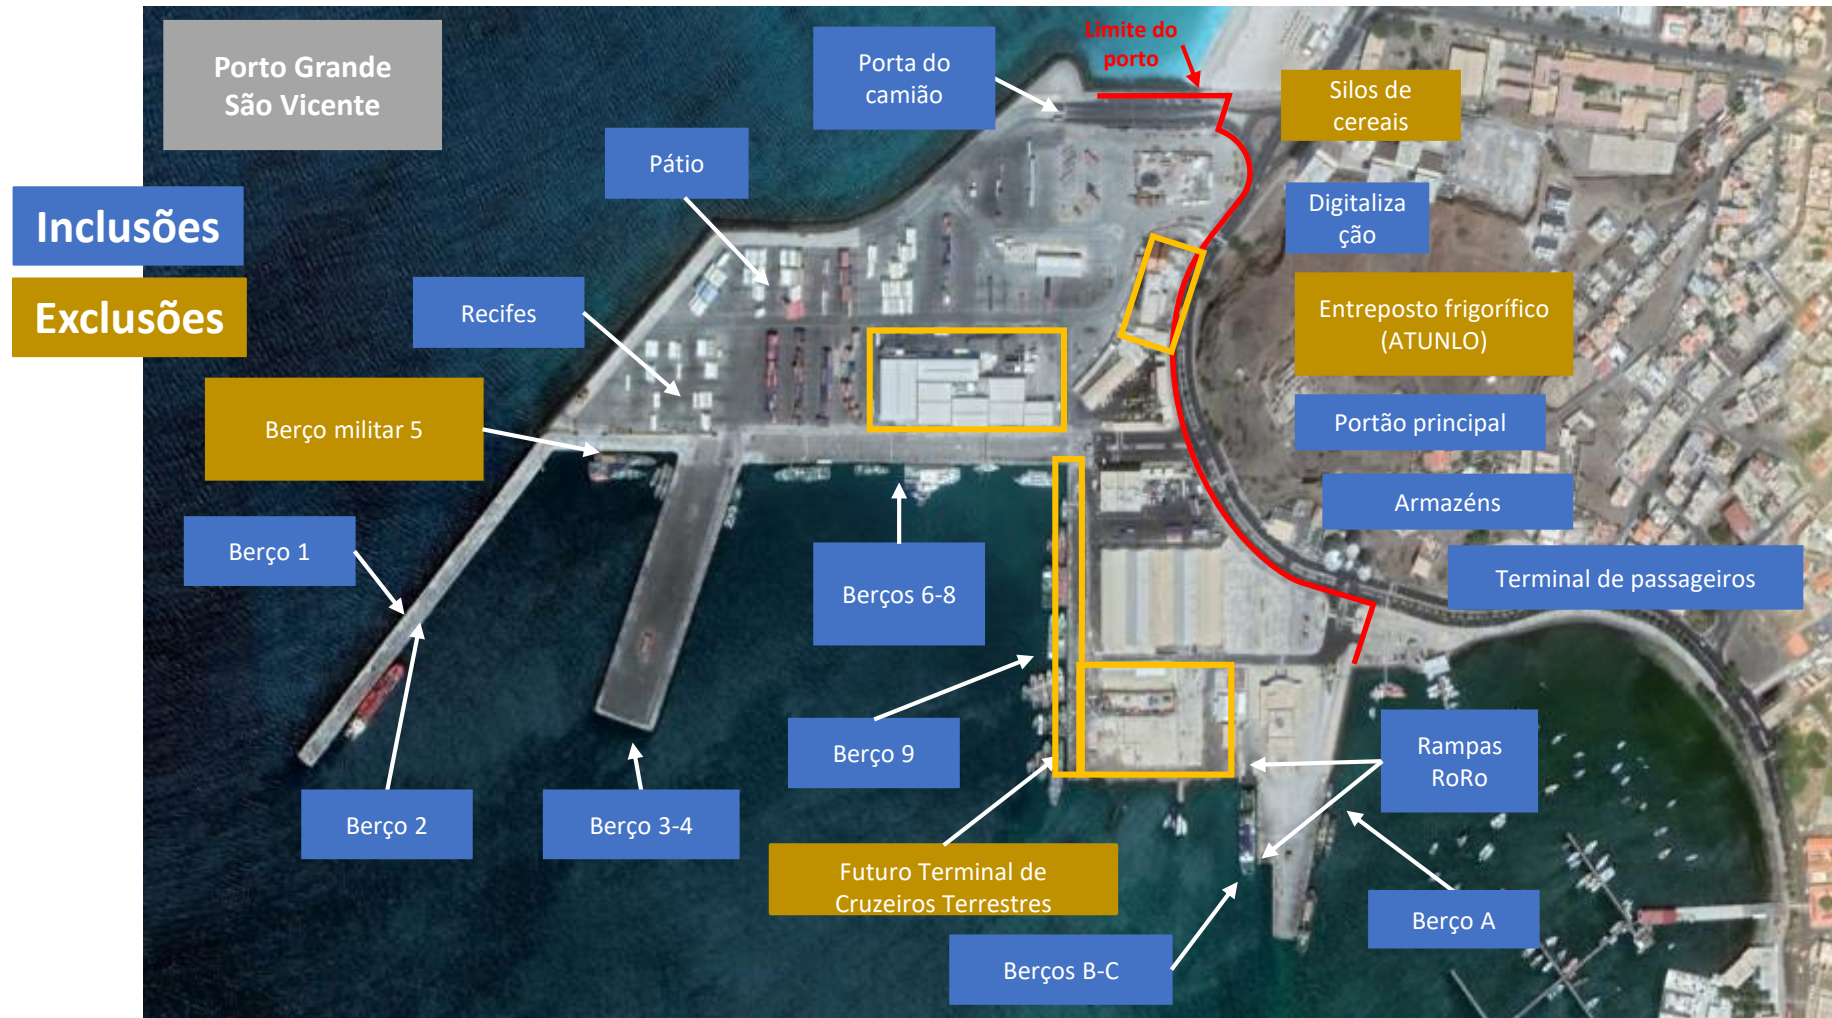 Porto Grande
São Vicente
Inclusões
Exclusões
Limite do
porto
Porta do
camião
Silos de
cereais
Pátio
Digitaliza
ção
Recifes
Entreposto frigorífico
(ATUNLO)
Berço militar 5
Portão principal
Armazéns
Berço 1
Berços 6-8
Terminal de passageiros
Berço 9
Rampas
RoRo
Berço 2
Berço 3-4
Futuro Terminal de
Cruzeiros Terrestres
Berço A
Berços B-C